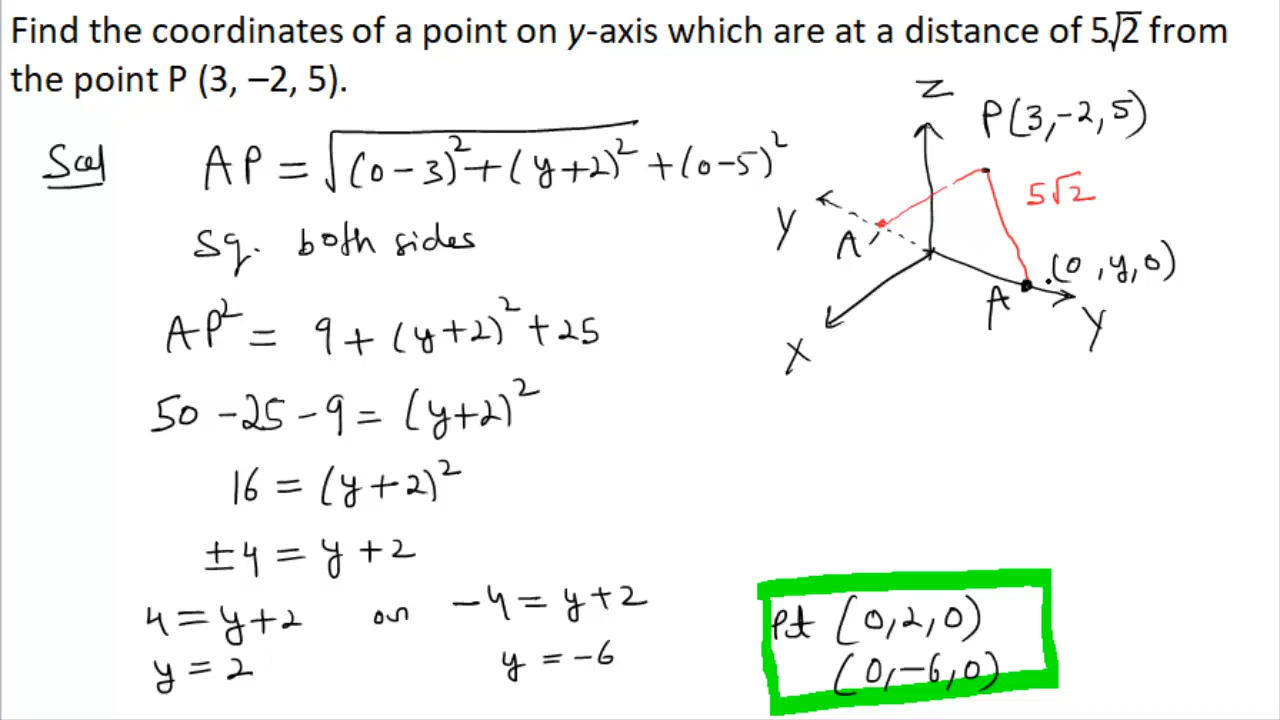 Find the coordinates of a point on y-axis which are at a distance of 5√2 from
the point P (3, –2, 5).
Sol
AP = √(0-3)² + (y+2)² + (0-5)²
Sq. both sides
AP² = 9 + (y+2)² + 25
50 - 25 - 9 = (y+2)²
16 = (y+2)²
±4 = y + 2
4 = y+2 or -4 = y+2
y = 2 y = -6
Z
P(3,-2,5)
5√2
Y
A'
(0, y, 0)
A
Y
X
Pt (0,2,0)
(0,-6,0)